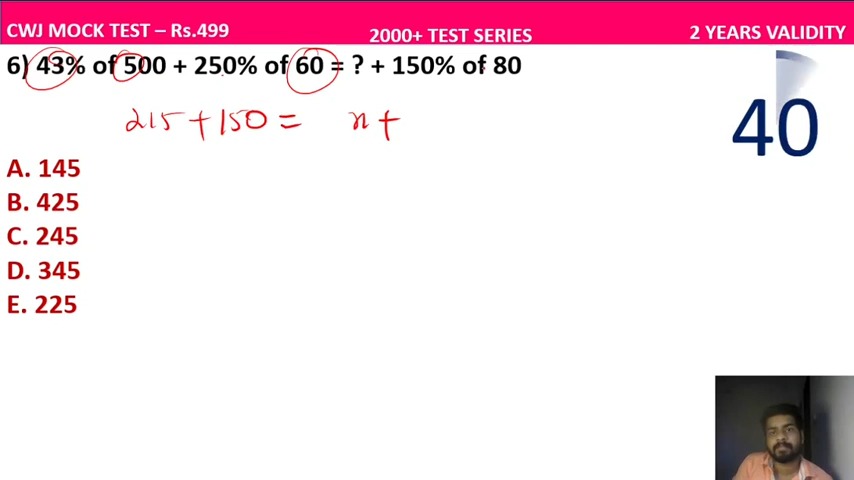 CWJ MOCK TEST – Rs.499 2000+ TEST SERIES 2 YEARS VALIDITY
6) 43% of 500 + 250% of 60 = ? + 150% of 80
215 + 150 = x +
40
A. 145
B. 425
C. 245
D. 345
E. 225